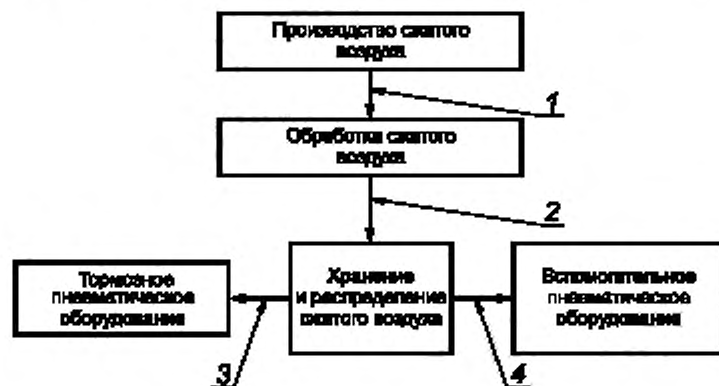 Производство сжатого
воздуха
1
Обработка сжатого
воздуха
2
Тормозное
пневматическое
оборудование
Хранение
и распределение
сжатого воздуха
Вспомогательное
пневматическое
оборудование
3
4